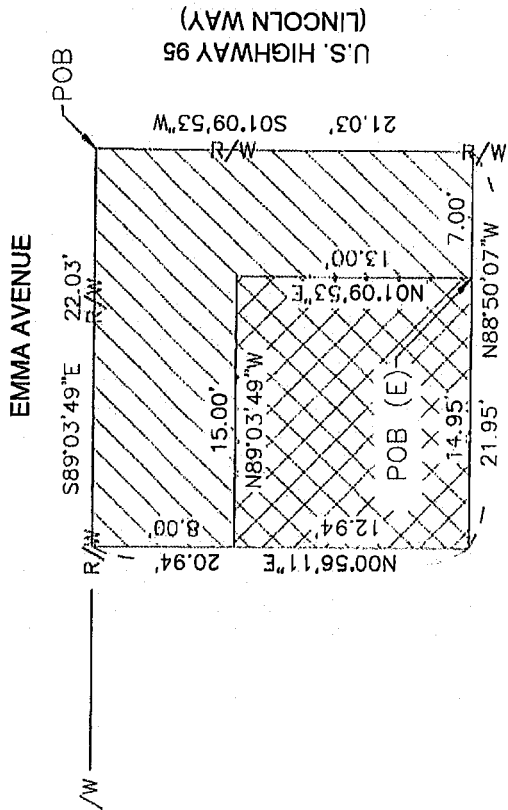 EMMA AVENUE
POB
S89°03'49"E 22.03'
R/W
R/W
/W
U.S. HIGHWAY 95
(LINCOLN WAY)
S01°09'53"W 21.03'
R/W
R/W
8.00'
20.94'
N00°56'11"E
12.94'
15.00'
N89°03'49"W
N01°09'53"E
13.00'
POB (E)
14.95'
7.00'
21.95'
N88°50'07"W